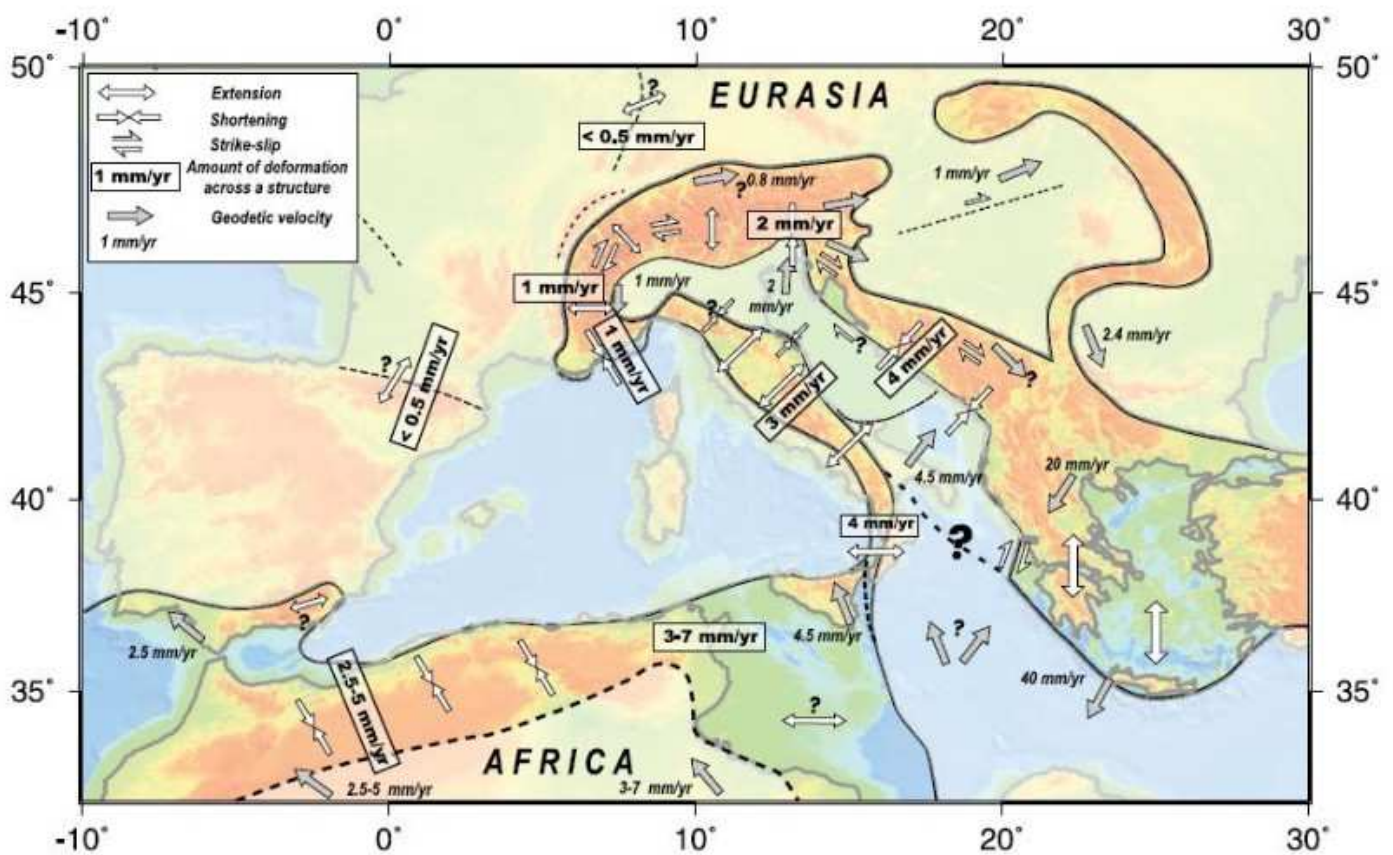 -10° 0° 10° 20° 30°
50° 50°
Extension
Shortening
Strike-slip
1 mm/yr Amount of deformation
across a structure
Geodetic velocity
1 mm/yr
?
EURASIA
< 0.5 mm/yr
? 0.8 mm/yr
1 mm/yr
2 mm/yr
1 mm/yr
1 mm/yr
2
mm/yr
45° 45°
?
1 mm/yr
?
2.4 mm/yr
?
< 0.5 mm/yr
4 mm/yr
?
3 mm/yr
4.5 mm/yr
20 mm/yr
40° 40°
4 mm/yr
?
?
2.5 mm/yr
3-7 mm/yr
4.5 mm/yr
?
2.5-5 mm/yr
40 mm/yr
35° 35°
?
AFRICA
2.5-5 mm/yr
3-7 mm/yr
-10° 0° 10° 20° 30°